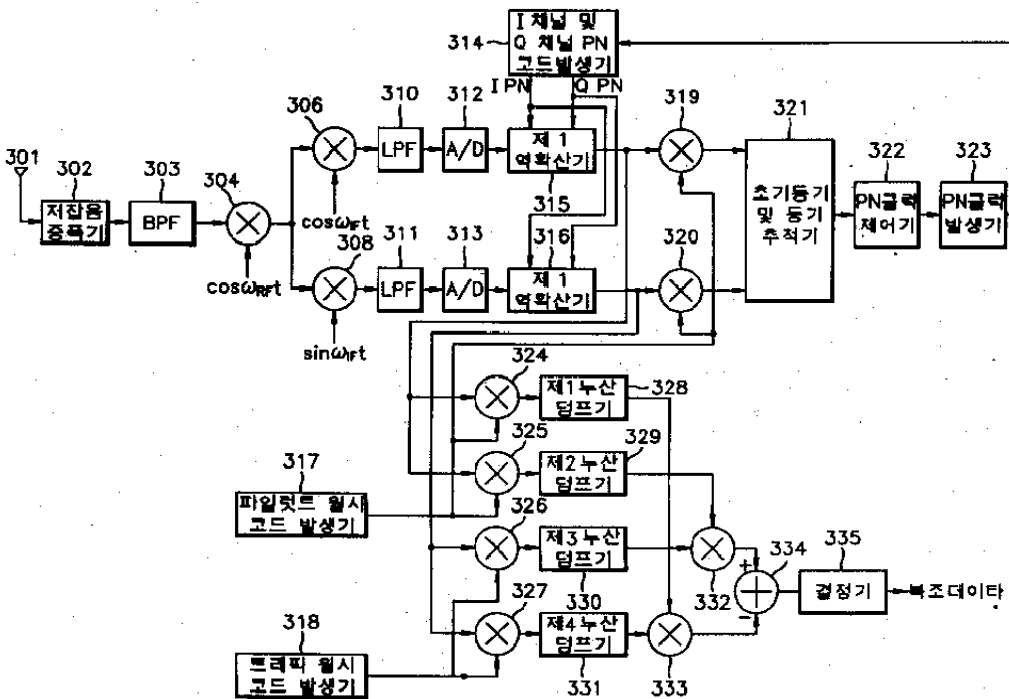 I 채널 및
Q 채널 PN
코드발생기
314
I PN
Q PN
306
310
312
319
321
301
302
303
304
LPF
A/D
제 1
역확산기
322
323
저잡음
증폭기
BPF
cosωIFt
315
초기동기
및 동기
추적기
PN클럭
제어기
PN클럭
발생기
308
311
313
316
320
cosωRFt
LPF
A/D
제 1
역확산기
sinωIFt
324
제1누산
덤프기
328
325
329
제2누산
덤프기
317
파일럿트 월시
코드 발생기
326
제3누산
덤프기
330
332
+
334
335
결정기
복조데이타
−
327
제4누산
덤프기
331
333
318
트래픽 월시
코드 발생기